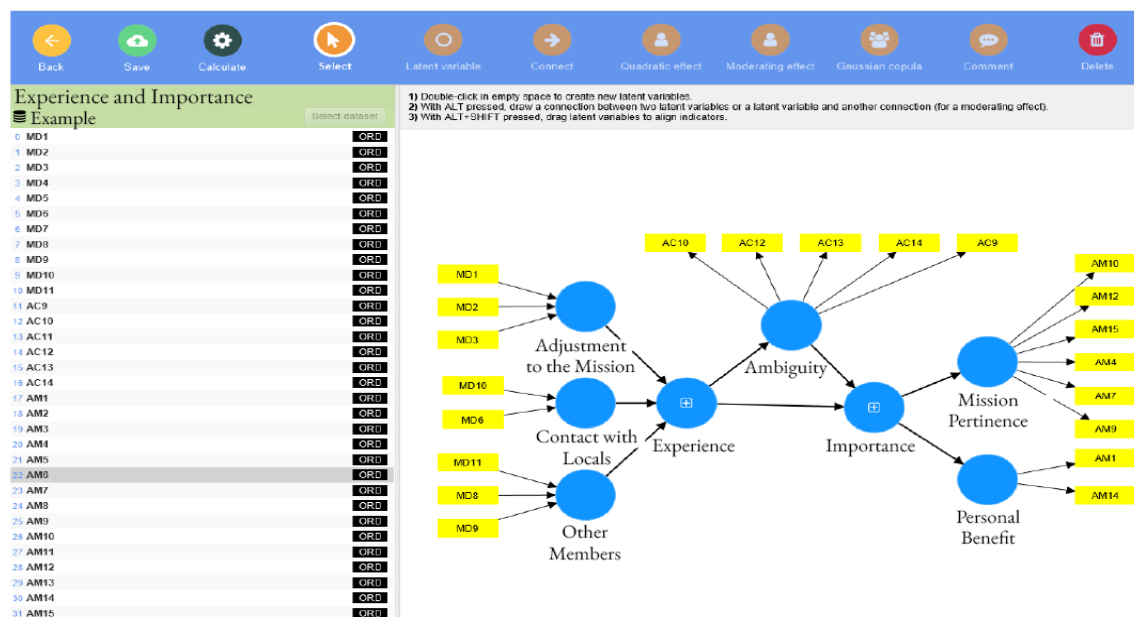 Back
Save
Calculate
Select
Latent variable
Connect
Quadratic effect
Moderating effect
Gaussian copula
Comment
Delete
Experience and Importance
Example
Select dataset
1) Double-click in empty space to create new latent variables.
2) With ALT pressed, draw a connection between two latent variables or a latent variable and another connection (for a moderating effect).
3) With ALT+SHIFT pressed, drag latent variables to align indicators.
0 MD1 ORD
1 MD2 ORD
2 MD3 ORD
3 MD4 ORD
4 MD5 ORD
5 MD6 ORD
6 MD7 ORD
7 MD8 ORD
8 MD9 ORD
9 MD10 ORD
10 MD11 ORD
11 AC9 ORD
12 AC10 ORD
13 AC11 ORD
14 AC12 ORD
15 AC13 ORD
16 AC14 ORD
17 AM1 ORD
18 AM2 ORD
19 AM3 ORD
20 AM4 ORD
21 AM5 ORD
22 AM6 ORD
23 AM7 ORD
24 AM8 ORD
25 AM9 ORD
26 AM10 ORD
27 AM11 ORD
28 AM12 ORD
29 AM13 ORD
30 AM14 ORD
31 AM15 ORD
MD1
MD2
MD3
Adjustment
to the Mission
MD10
MD6
Contact with
Locals
MD11
MD8
MD9
Other
Members
Experience
AC10
AC12
AC13
AC14
AC9
Ambiguity
Importance
Mission
Pertinence
AM10
AM12
AM15
AM4
AM7
AM9
Personal
Benefit
AM1
AM14